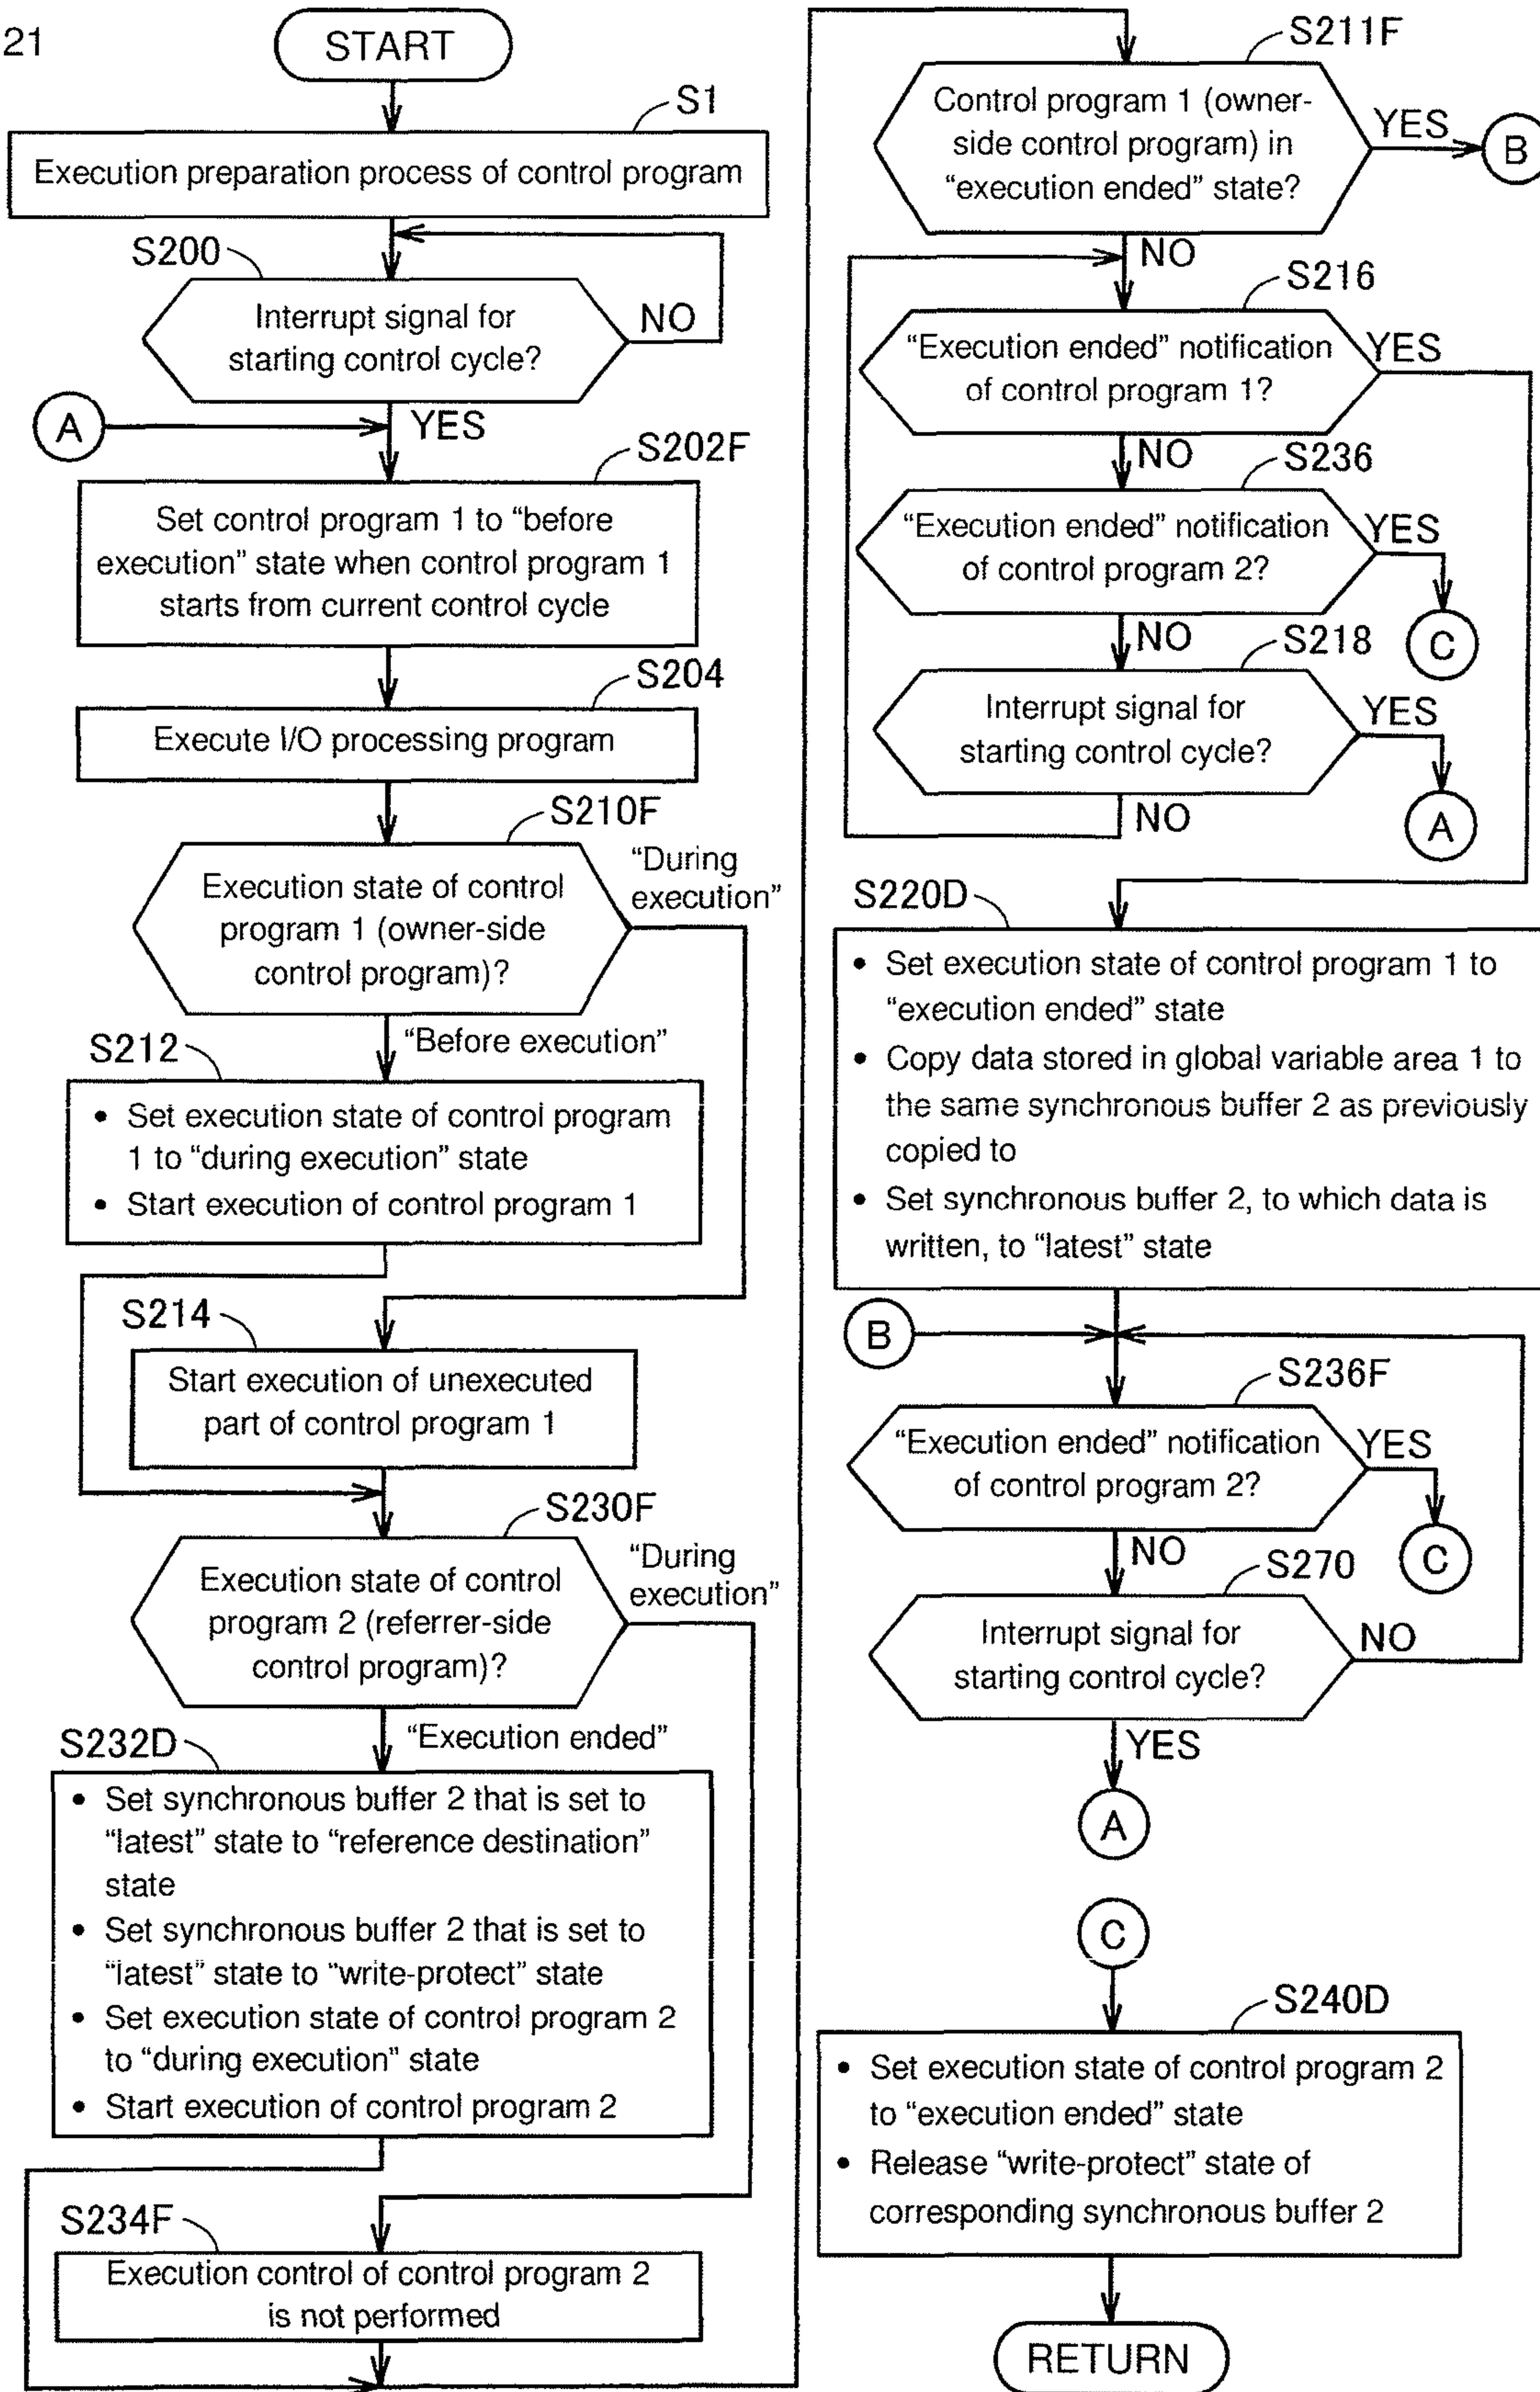 21
START
S1
Execution preparation process of control program
S200
Interrupt signal for
starting control cycle?
NO
A
YES
S202F
Set control program 1 to “before
execution” state when control program 1
starts from current control cycle
S204
Execute I/O processing program
S210F
Execution state of control
program 1 (owner-side
control program)?
“During
execution”
“Before execution”
S212
• Set execution state of control program
1 to “during execution” state
• Start execution of control program 1
S214
Start execution of unexecuted
part of control program 1
S230F
Execution state of control
program 2 (referrer-side
control program)?
“During
execution”
“Execution ended”
S232D
• Set synchronous buffer 2 that is set to
“latest” state to “reference destination”
state
• Set synchronous buffer 2 that is set to
“latest” state to “write-protect” state
• Set execution state of control program 2
to “during execution” state
• Start execution of control program 2
S234F
Execution control of control program 2
is not performed
S211F
Control program 1 (owner-
side control program) in
“execution ended” state?
YES
B
NO
S216
“Execution ended” notification
of control program 1?
YES
NO
S236
“Execution ended” notification
of control program 2?
YES
C
NO
S218
Interrupt signal for
starting control cycle?
YES
A
NO
S220D
• Set execution state of control program 1 to
“execution ended” state
• Copy data stored in global variable area 1 to
the same synchronous buffer 2 as previously
copied to
• Set synchronous buffer 2, to which data is
written, to “latest” state
B
S236F
“Execution ended” notification
of control program 2?
YES
C
NO
S270
Interrupt signal for
starting control cycle?
NO
YES
A
C
S240D
• Set execution state of control program 2
to “execution ended” state
• Release “write-protect” state of
corresponding synchronous buffer 2
RETURN